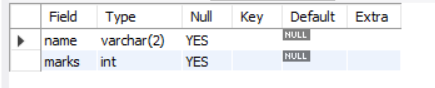 Field Type Null Key Default Extra
name varchar(2) YES NULL
marks int YES NULL